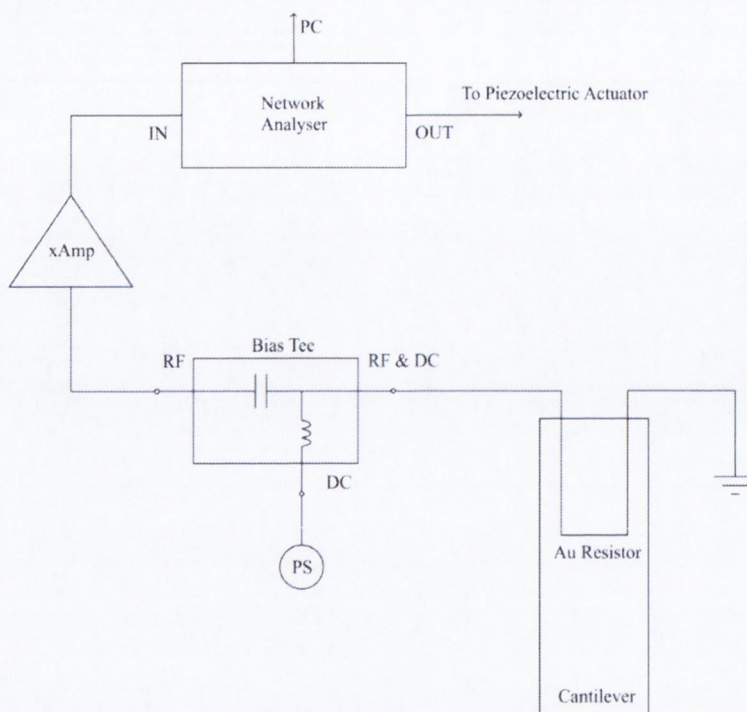 PC
Network
Analyser
To Piezoelectric Actuator
IN
OUT
xAmp
Bias Tee
RF
RF & DC
DC
PS
Au Resistor
Cantilever